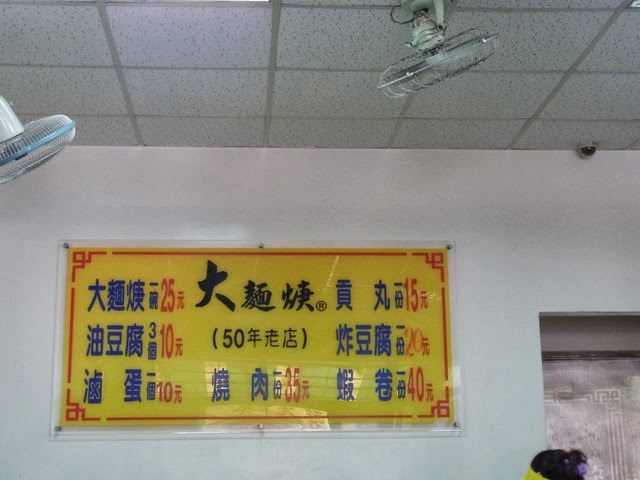 大麵焿一碗25元 大麵焿® 貢丸一份15元
油豆腐3個10元 (50年老店) 炸豆腐一份20元
滷蛋一個10元 燒肉一份35元 蝦卷一份40元